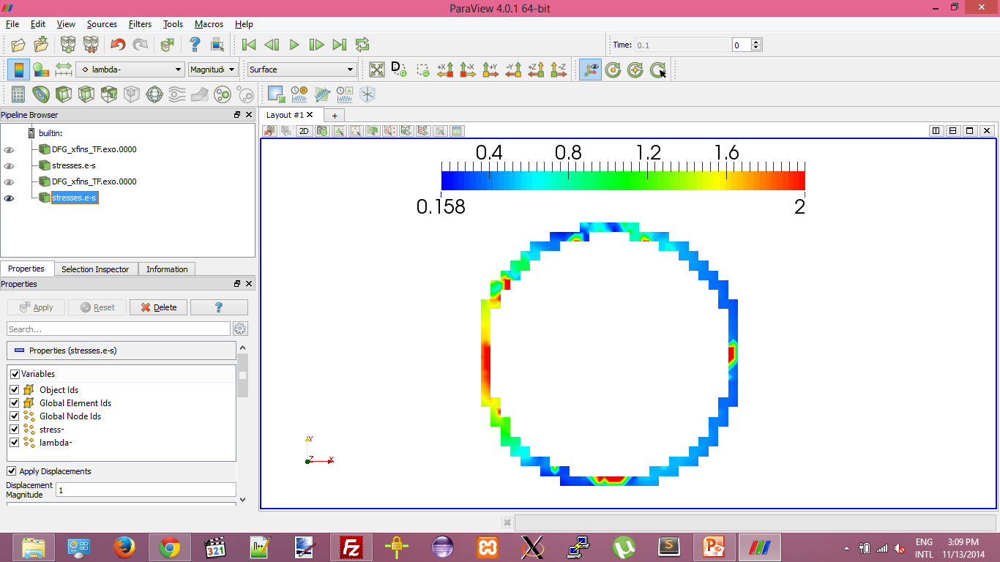 ParaView 4.0.1 64-bit
File Edit View Sources Filters Tools Macros Help
Time: 0.1 0
lambda- Magnitude Surface
Pipeline Browser
Layout #1
+
builtin:
2D
DFG_xfins_TF.exo.0000
stresses.e-s
DFG_xfins_TF.exo.0000
stresses.e-s
0.4 0.8 1.2 1.6
0.158 2
Properties Selection Inspector Information
Properties
Apply Reset Delete ?
Search...
Properties (stresses.e-s)
Variables
Object Ids
Global Element Ids
Global Node Ids
stress-
lambda-
Y
Z X
Apply Displacements
Displacement
Magnitude
1
ENG 3:09 PM
INTL 11/13/2014